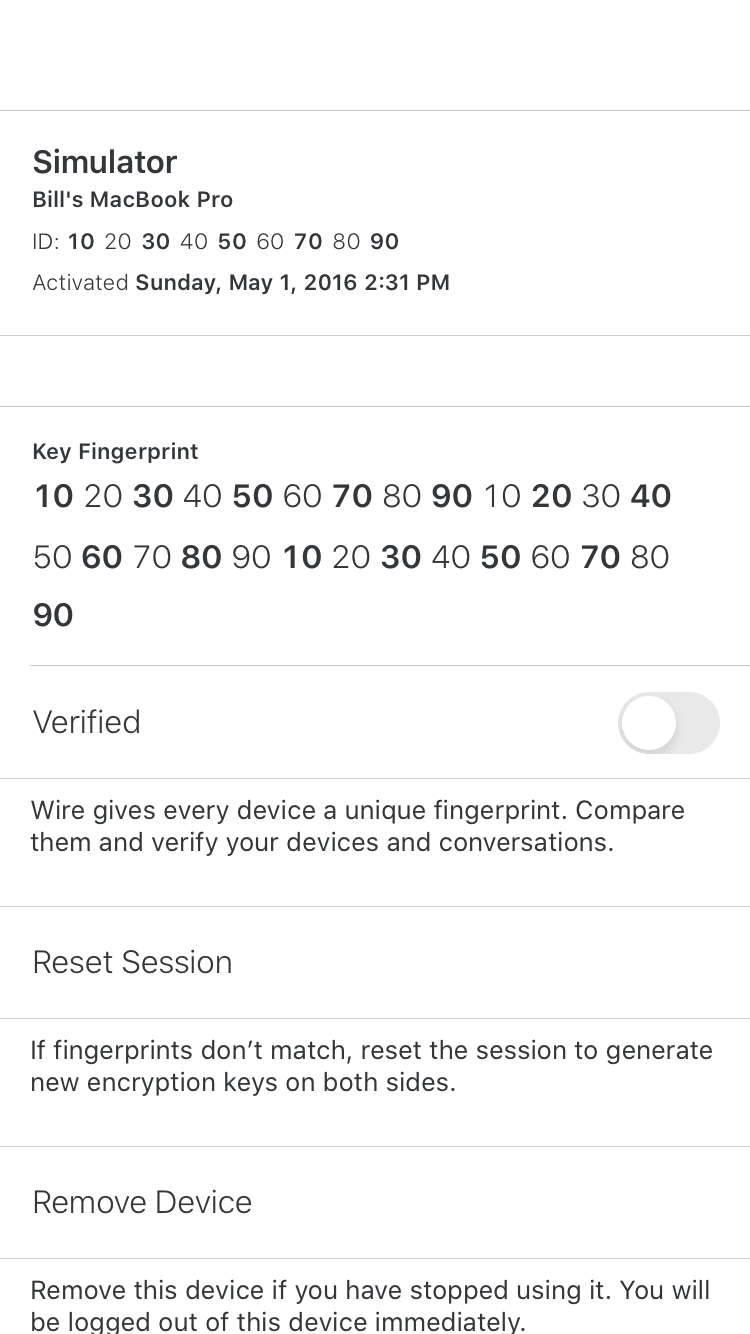 Simulator
Bill's MacBook Pro
ID: 10 20 30 40 50 60 70 80 90
Activated Sunday, May 1, 2016 2:31 PM
Key Fingerprint
10 20 30 40 50 60 70 80 90 10 20 30 40
50 60 70 80 90 10 20 30 40 50 60 70 80
90
Verified
Wire gives every device a unique fingerprint. Compare
them and verify your devices and conversations.
Reset Session
If fingerprints don’t match, reset the session to generate
new encryption keys on both sides.
Remove Device
Remove this device if you have stopped using it. You will
be logged out of this device immediately.